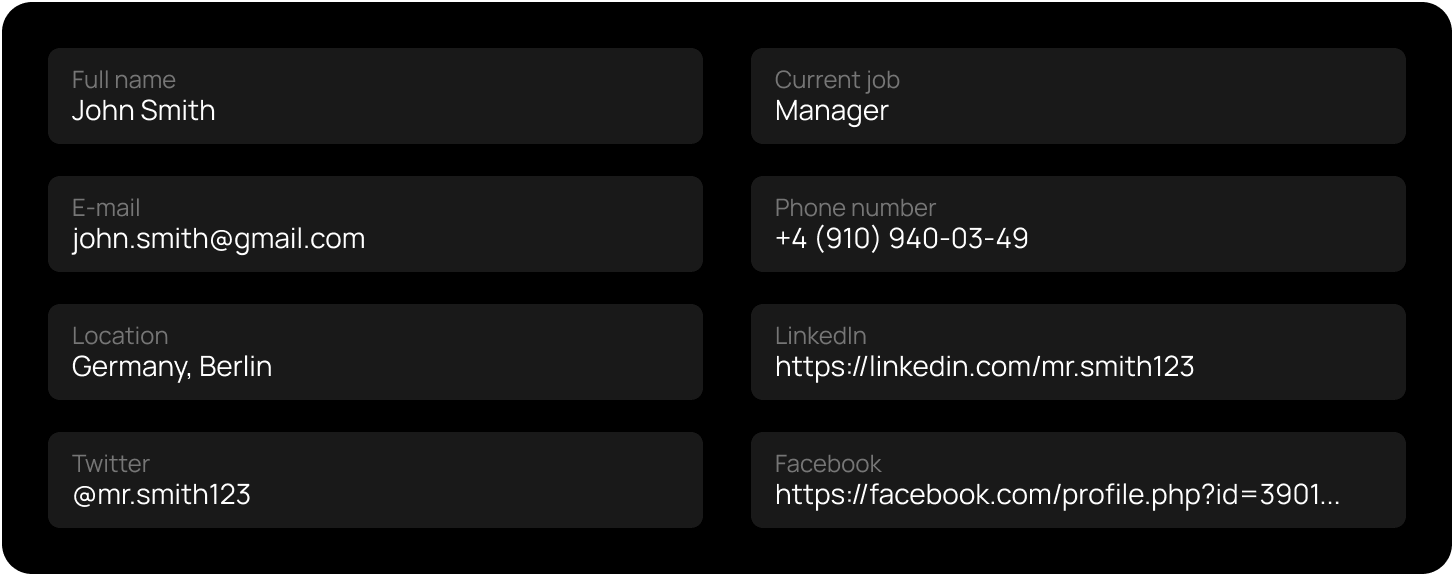 Full name
John Smith
Current job
Manager
E-mail
john.smith@gmail.com
Phone number
+4 (910) 940-03-49
Location
Germany, Berlin
LinkedIn
https://linkedin.com/mr.smith123
Twitter
@mr.smith123
Facebook
https://facebook.com/profile.php?id=3901...